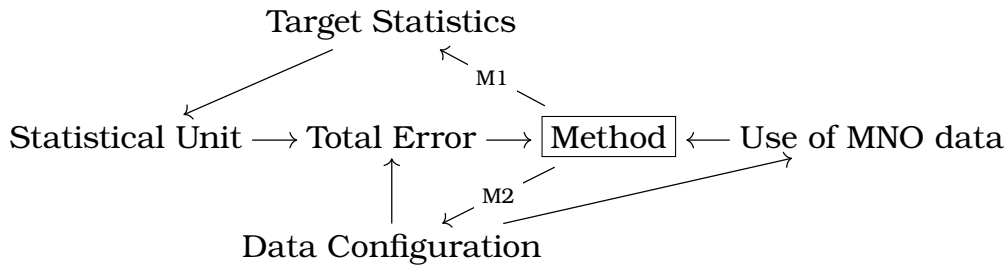 Target Statistics
M1
Statistical Unit Total Error Method Use of MNO data
M2
Data Configuration